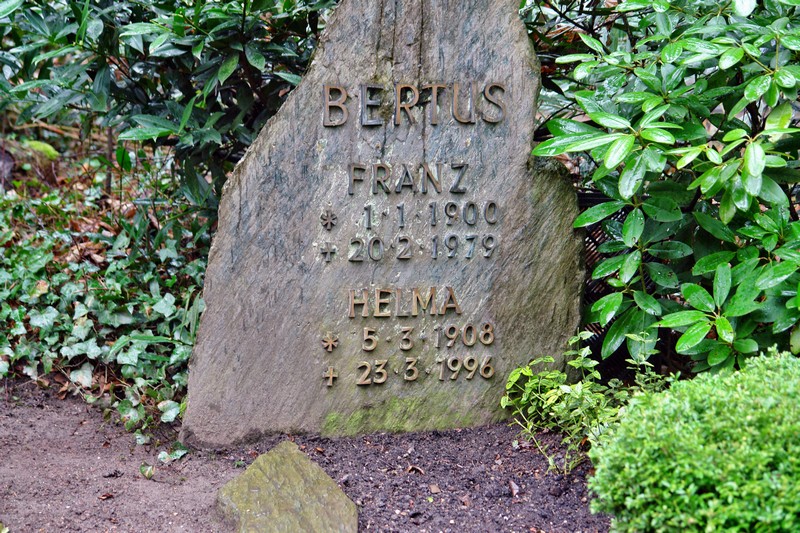 BERTUS
FRANZ
* 1·1·1900
+ 20·2·1979
HELMA
* 5·3·1908
+ 23·3·1996